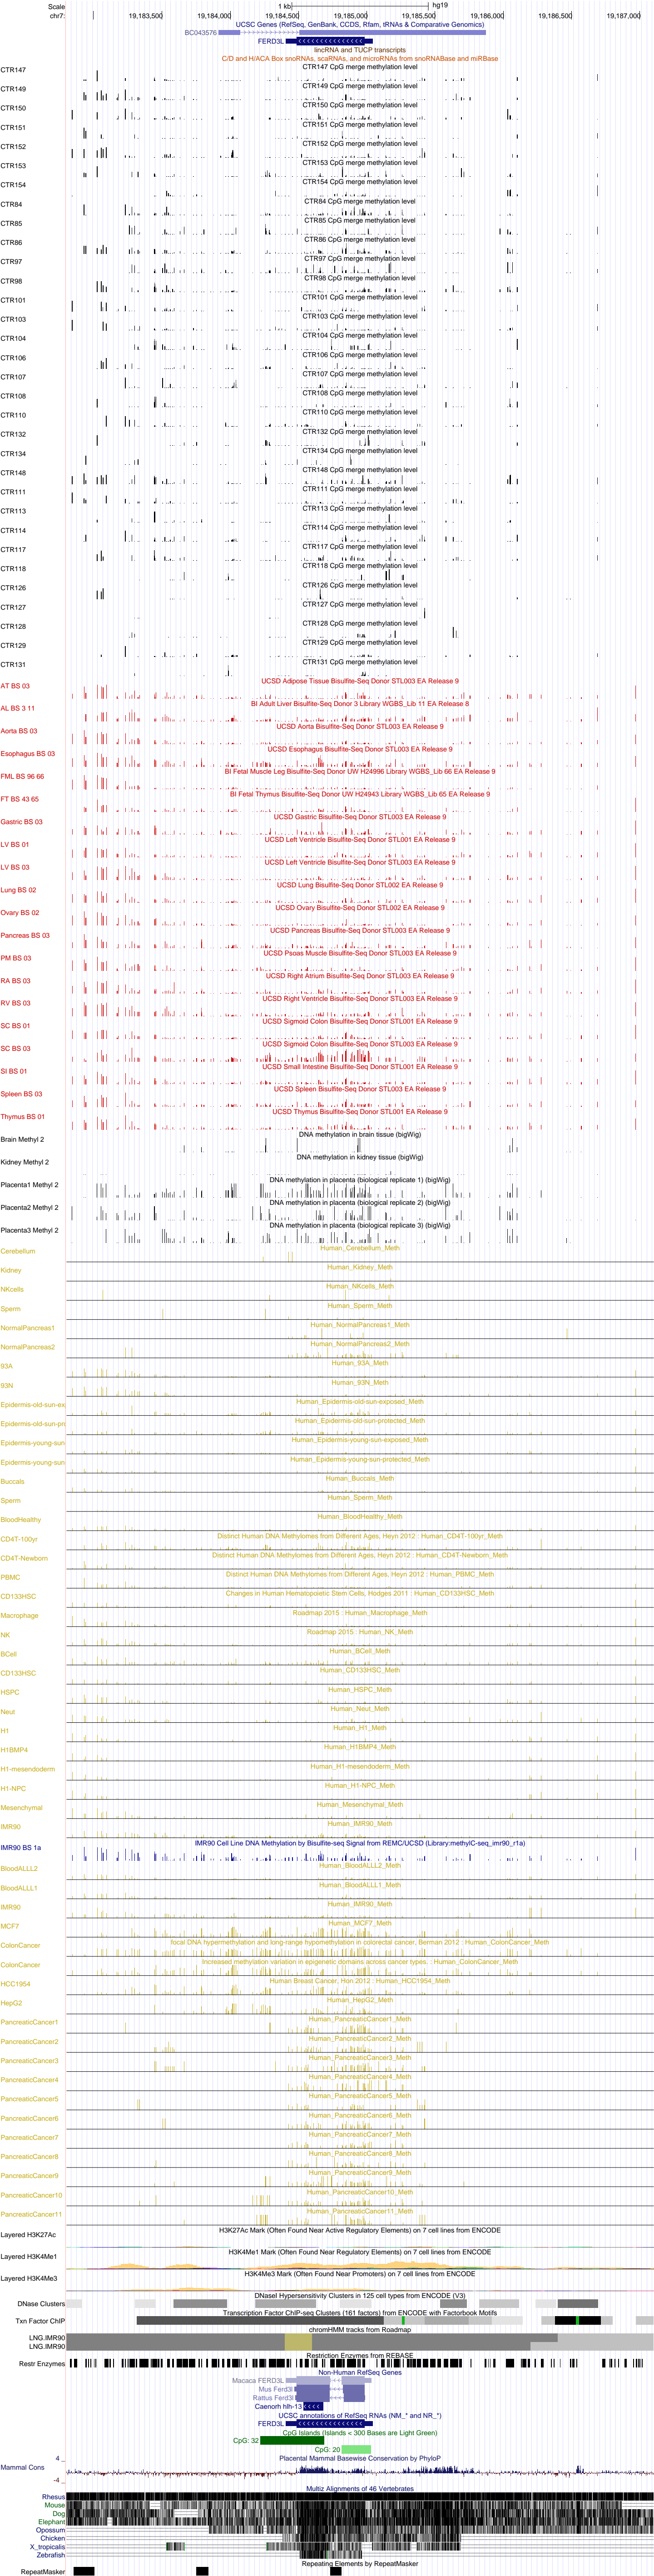 Scale 1 kb hg19
chr7: 19,183,500 19,184,000 19,184,500 19,185,000 19,185,500 19,186,000 19,186,500 19,187,000
UCSC Genes (RefSeq, GenBank, CCDS, Rfam, tRNAs & Comparative Genomics)
BC043576
FERD3L
lincRNA and TUCP transcripts
C/D and H/ACA Box snoRNAs, scaRNAs, and microRNAs from snoRNABase and miRBase
CTR147 CpG merge methylation level
CTR147
CTR149 CpG merge methylation level
CTR149
CTR150 CpG merge methylation level
CTR150
CTR151 CpG merge methylation level
CTR151
CTR152 CpG merge methylation level
CTR152
CTR153 CpG merge methylation level
CTR153
CTR154 CpG merge methylation level
CTR154
CTR84 CpG merge methylation level
CTR84
CTR85 CpG merge methylation level
CTR85
CTR86 CpG merge methylation level
CTR86
CTR97 CpG merge methylation level
CTR97
CTR98 CpG merge methylation level
CTR98
CTR101 CpG merge methylation level
CTR101
CTR103 CpG merge methylation level
CTR103
CTR104 CpG merge methylation level
CTR104
CTR106 CpG merge methylation level
CTR106
CTR107 CpG merge methylation level
CTR107
CTR108 CpG merge methylation level
CTR108
CTR110 CpG merge methylation level
CTR110
CTR132 CpG merge methylation level
CTR132
CTR134 CpG merge methylation level
CTR134
CTR148 CpG merge methylation level
CTR148
CTR111 CpG merge methylation level
CTR111
CTR113 CpG merge methylation level
CTR113
CTR114 CpG merge methylation level
CTR114
CTR117 CpG merge methylation level
CTR117
CTR118 CpG merge methylation level
CTR118
CTR126 CpG merge methylation level
CTR126
CTR127 CpG merge methylation level
CTR127
CTR128 CpG merge methylation level
CTR128
CTR129 CpG merge methylation level
CTR129
CTR131 CpG merge methylation level
CTR131
UCSD Adipose Tissue Bisulfite-Seq Donor STL003 EA Release 9
AT BS 03
BI Adult Liver Bisulfite-Seq Donor 3 Library WGBS_Lib 11 EA Release 8
AL BS 3 11
UCSD Aorta Bisulfite-Seq Donor STL003 EA Release 9
Aorta BS 03
UCSD Esophagus Bisulfite-Seq Donor STL003 EA Release 9
Esophagus BS 03
BI Fetal Muscle Leg Bisulfite-Seq Donor UW H24996 Library WGBS_Lib 66 EA Release 9
FML BS 96 66
BI Fetal Thymus Bisulfite-Seq Donor UW H24943 Library WGBS_Lib 65 EA Release 9
FT BS 43 65
UCSD Gastric Bisulfite-Seq Donor STL003 EA Release 9
Gastric BS 03
UCSD Left Ventricle Bisulfite-Seq Donor STL001 EA Release 9
LV BS 01
UCSD Left Ventricle Bisulfite-Seq Donor STL003 EA Release 9
LV BS 03
UCSD Lung Bisulfite-Seq Donor STL002 EA Release 9
Lung BS 02
UCSD Ovary Bisulfite-Seq Donor STL002 EA Release 9
Ovary BS 02
UCSD Pancreas Bisulfite-Seq Donor STL003 EA Release 9
Pancreas BS 03
UCSD Psoas Muscle Bisulfite-Seq Donor STL003 EA Release 9
PM BS 03
UCSD Right Atrium Bisulfite-Seq Donor STL003 EA Release 9
RA BS 03
UCSD Right Ventricle Bisulfite-Seq Donor STL003 EA Release 9
RV BS 03
UCSD Sigmoid Colon Bisulfite-Seq Donor STL001 EA Release 9
SC BS 01
UCSD Sigmoid Colon Bisulfite-Seq Donor STL003 EA Release 9
SC BS 03
UCSD Small Intestine Bisulfite-Seq Donor STL001 EA Release 9
SI BS 01
UCSD Spleen Bisulfite-Seq Donor STL003 EA Release 9
Spleen BS 03
UCSD Thymus Bisulfite-Seq Donor STL001 EA Release 9
Thymus BS 01
DNA methylation in brain tissue (bigWig)
Brain Methyl 2
DNA methylation in kidney tissue (bigWig)
Kidney Methyl 2
DNA methylation in placenta (biological replicate 1) (bigWig)
Placenta1 Methyl 2
DNA methylation in placenta (biological replicate 2) (bigWig)
Placenta2 Methyl 2
DNA methylation in placenta (biological replicate 3) (bigWig)
Placenta3 Methyl 2
Human_Cerebellum_Meth
Cerebellum
Human_Kidney_Meth
Kidney
Human_NKcells_Meth
NKcells
Human_Sperm_Meth
Sperm
Human_NormalPancreas1_Meth
NormalPancreas1
Human_NormalPancreas2_Meth
NormalPancreas2
Human_93A_Meth
93A
Human_93N_Meth
93N
Human_Epidermis-old-sun-exposed_Meth
Epidermis-old-sun-ex
Human_Epidermis-old-sun-protected_Meth
Epidermis-old-sun-pr
Human_Epidermis-young-sun-exposed_Meth
Epidermis-young-sun
Human_Epidermis-young-sun-protected_Meth
Epidermis-young-sun
Human_Buccals_Meth
Buccals
Human_Sperm_Meth
Sperm
Human_BloodHealthy_Meth
BloodHealthy
Distinct Human DNA Methylomes from Different Ages, Heyn 2012 : Human_CD4T-100yr_Meth
CD4T-100yr
Distinct Human DNA Methylomes from Different Ages, Heyn 2012 : Human_CD4T-Newborn_Meth
CD4T-Newborn
Distinct Human DNA Methylomes from Different Ages, Heyn 2012 : Human_PBMC_Meth
PBMC
Changes in Human Hematopoietic Stem Cells, Hodges 2011 : Human_CD133HSC_Meth
CD133HSC
Roadmap 2015 : Human_Macrophage_Meth
Macrophage
Roadmap 2015 : Human_NK_Meth
NK
Human_BCell_Meth
BCell
Human_CD133HSC_Meth
CD133HSC
Human_HSPC_Meth
HSPC
Human_Neut_Meth
Neut
Human_H1_Meth
H1
Human_H1BMP4_Meth
H1BMP4
Human_H1-mesendoderm_Meth
H1-mesendoderm
Human_H1-NPC_Meth
H1-NPC
Human_Mesenchymal_Meth
Mesenchymal
Human_IMR90_Meth
IMR90
IMR90 Cell Line DNA Methylation by Bisulfite-seq Signal from REMC/UCSD (Library:methylC-seq_imr90_r1a)
IMR90 BS 1a
Human_BloodALLL2_Meth
BloodALLL2
Human_BloodALLL1_Meth
BloodALLL1
Human_IMR90_Meth
IMR90
Human_MCF7_Meth
MCF7
focal DNA hypermethylation and long-range hypomethylation in colorectal cancer, Berman 2012 : Human_ColonCancer_Meth
ColonCancer
Increased methylation variation in epigenetic domains across cancer types. : Human_ColonCancer_Meth
ColonCancer
Human Breast Cancer, Hon 2012 : Human_HCC1954_Meth
HCC1954
Human_HepG2_Meth
HepG2
Human_PancreaticCancer1_Meth
PancreaticCancer1
Human_PancreaticCancer2_Meth
PancreaticCancer2
Human_PancreaticCancer3_Meth
PancreaticCancer3
Human_PancreaticCancer4_Meth
PancreaticCancer4
Human_PancreaticCancer5_Meth
PancreaticCancer5
Human_PancreaticCancer6_Meth
PancreaticCancer6
Human_PancreaticCancer7_Meth
PancreaticCancer7
Human_PancreaticCancer8_Meth
PancreaticCancer8
Human_PancreaticCancer9_Meth
PancreaticCancer9
Human_PancreaticCancer10_Meth
PancreaticCancer10
Human_PancreaticCancer11_Meth
PancreaticCancer11
H3K27Ac Mark (Often Found Near Active Regulatory Elements) on 7 cell lines from ENCODE
Layered H3K27Ac
H3K4Me1 Mark (Often Found Near Regulatory Elements) on 7 cell lines from ENCODE
Layered H3K4Me1
H3K4Me3 Mark (Often Found Near Promoters) on 7 cell lines from ENCODE
Layered H3K4Me3
DNaseI Hypersensitivity Clusters in 125 cell types from ENCODE (V3)
DNase Clusters
Transcription Factor ChIP-seq Clusters (161 factors) from ENCODE with Factorbook Motifs
Txn Factor ChIP
chromHMM tracks from Roadmap
LNG.IMR90
LNG.IMR90
Restriction Enzymes from REBASE
Restr Enzymes
Non-Human RefSeq Genes
Macaca FERD3L
Mus Ferd3l
Rattus Ferd3l
Caenorh hlh-13
UCSC annotations of RefSeq RNAs (NM_* and NR_*)
FERD3L
CpG Islands (Islands < 300 Bases are Light Green)
CpG: 32
CpG: 20
Placental Mammal Basewise Conservation by PhyloP
4 _
Mammal Cons
-4 _
Multiz Alignments of 46 Vertebrates
Rhesus
Mouse
Dog
Elephant
Opossum
Chicken
X_tropicalis
Zebrafish
Repeating Elements by RepeatMasker
RepeatMasker